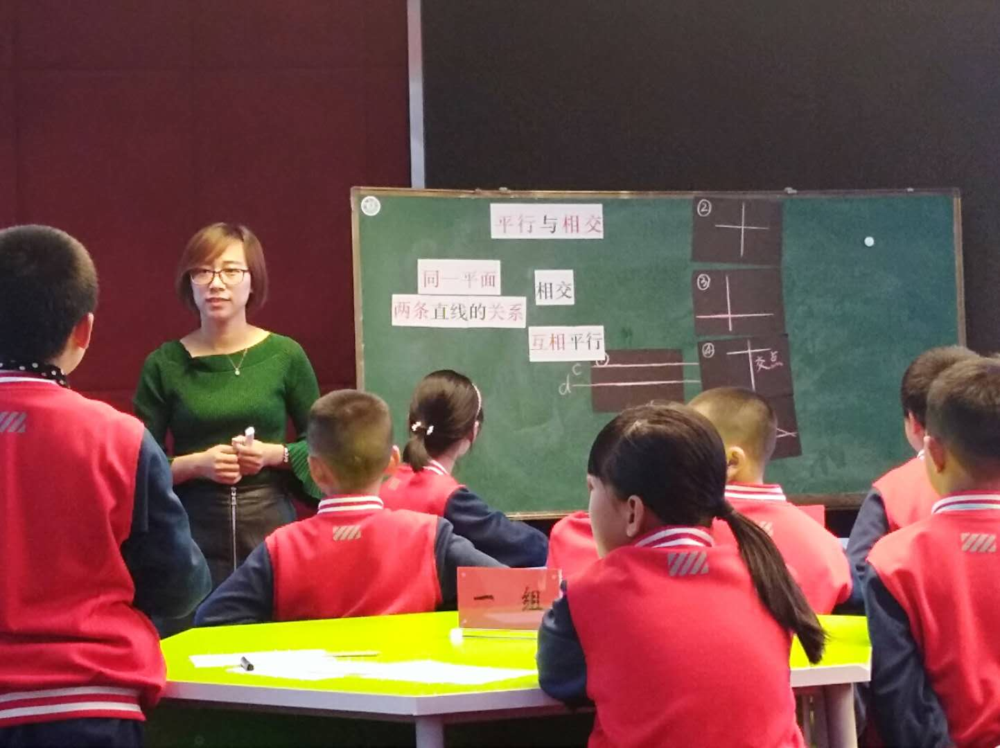 平行与相交
同一平面
两条直线的关系
相交
互相平行
②
③
④
交点
c
d
一 组